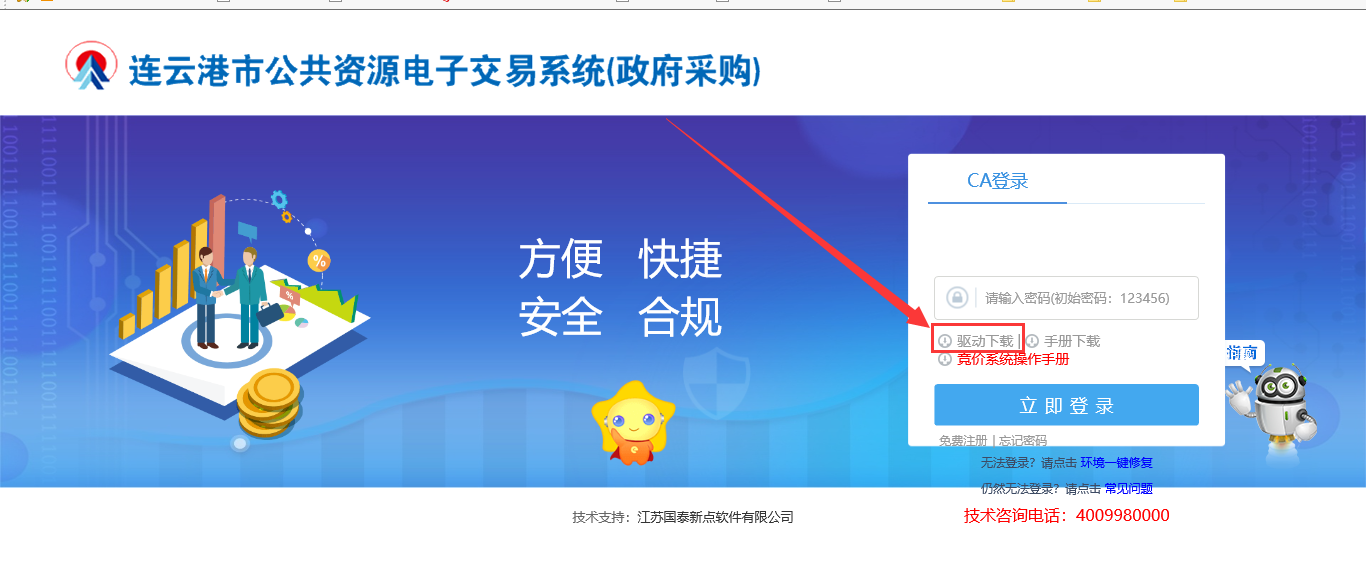 连云港市公共资源电子交易系统(政府采购)
CA登录
方便 快捷
安全 合规
%
%
请输入密码(初始密码：123456)
驱动下载 | 手册下载
竞价系统操作手册
指南
立即登录
免费注册 | 忘记密码
无法登录？请点击 环境一键修复
仍然无法登录？请点击 常见问题
技术支持：江苏国泰新点软件有限公司
技术咨询电话：4009980000